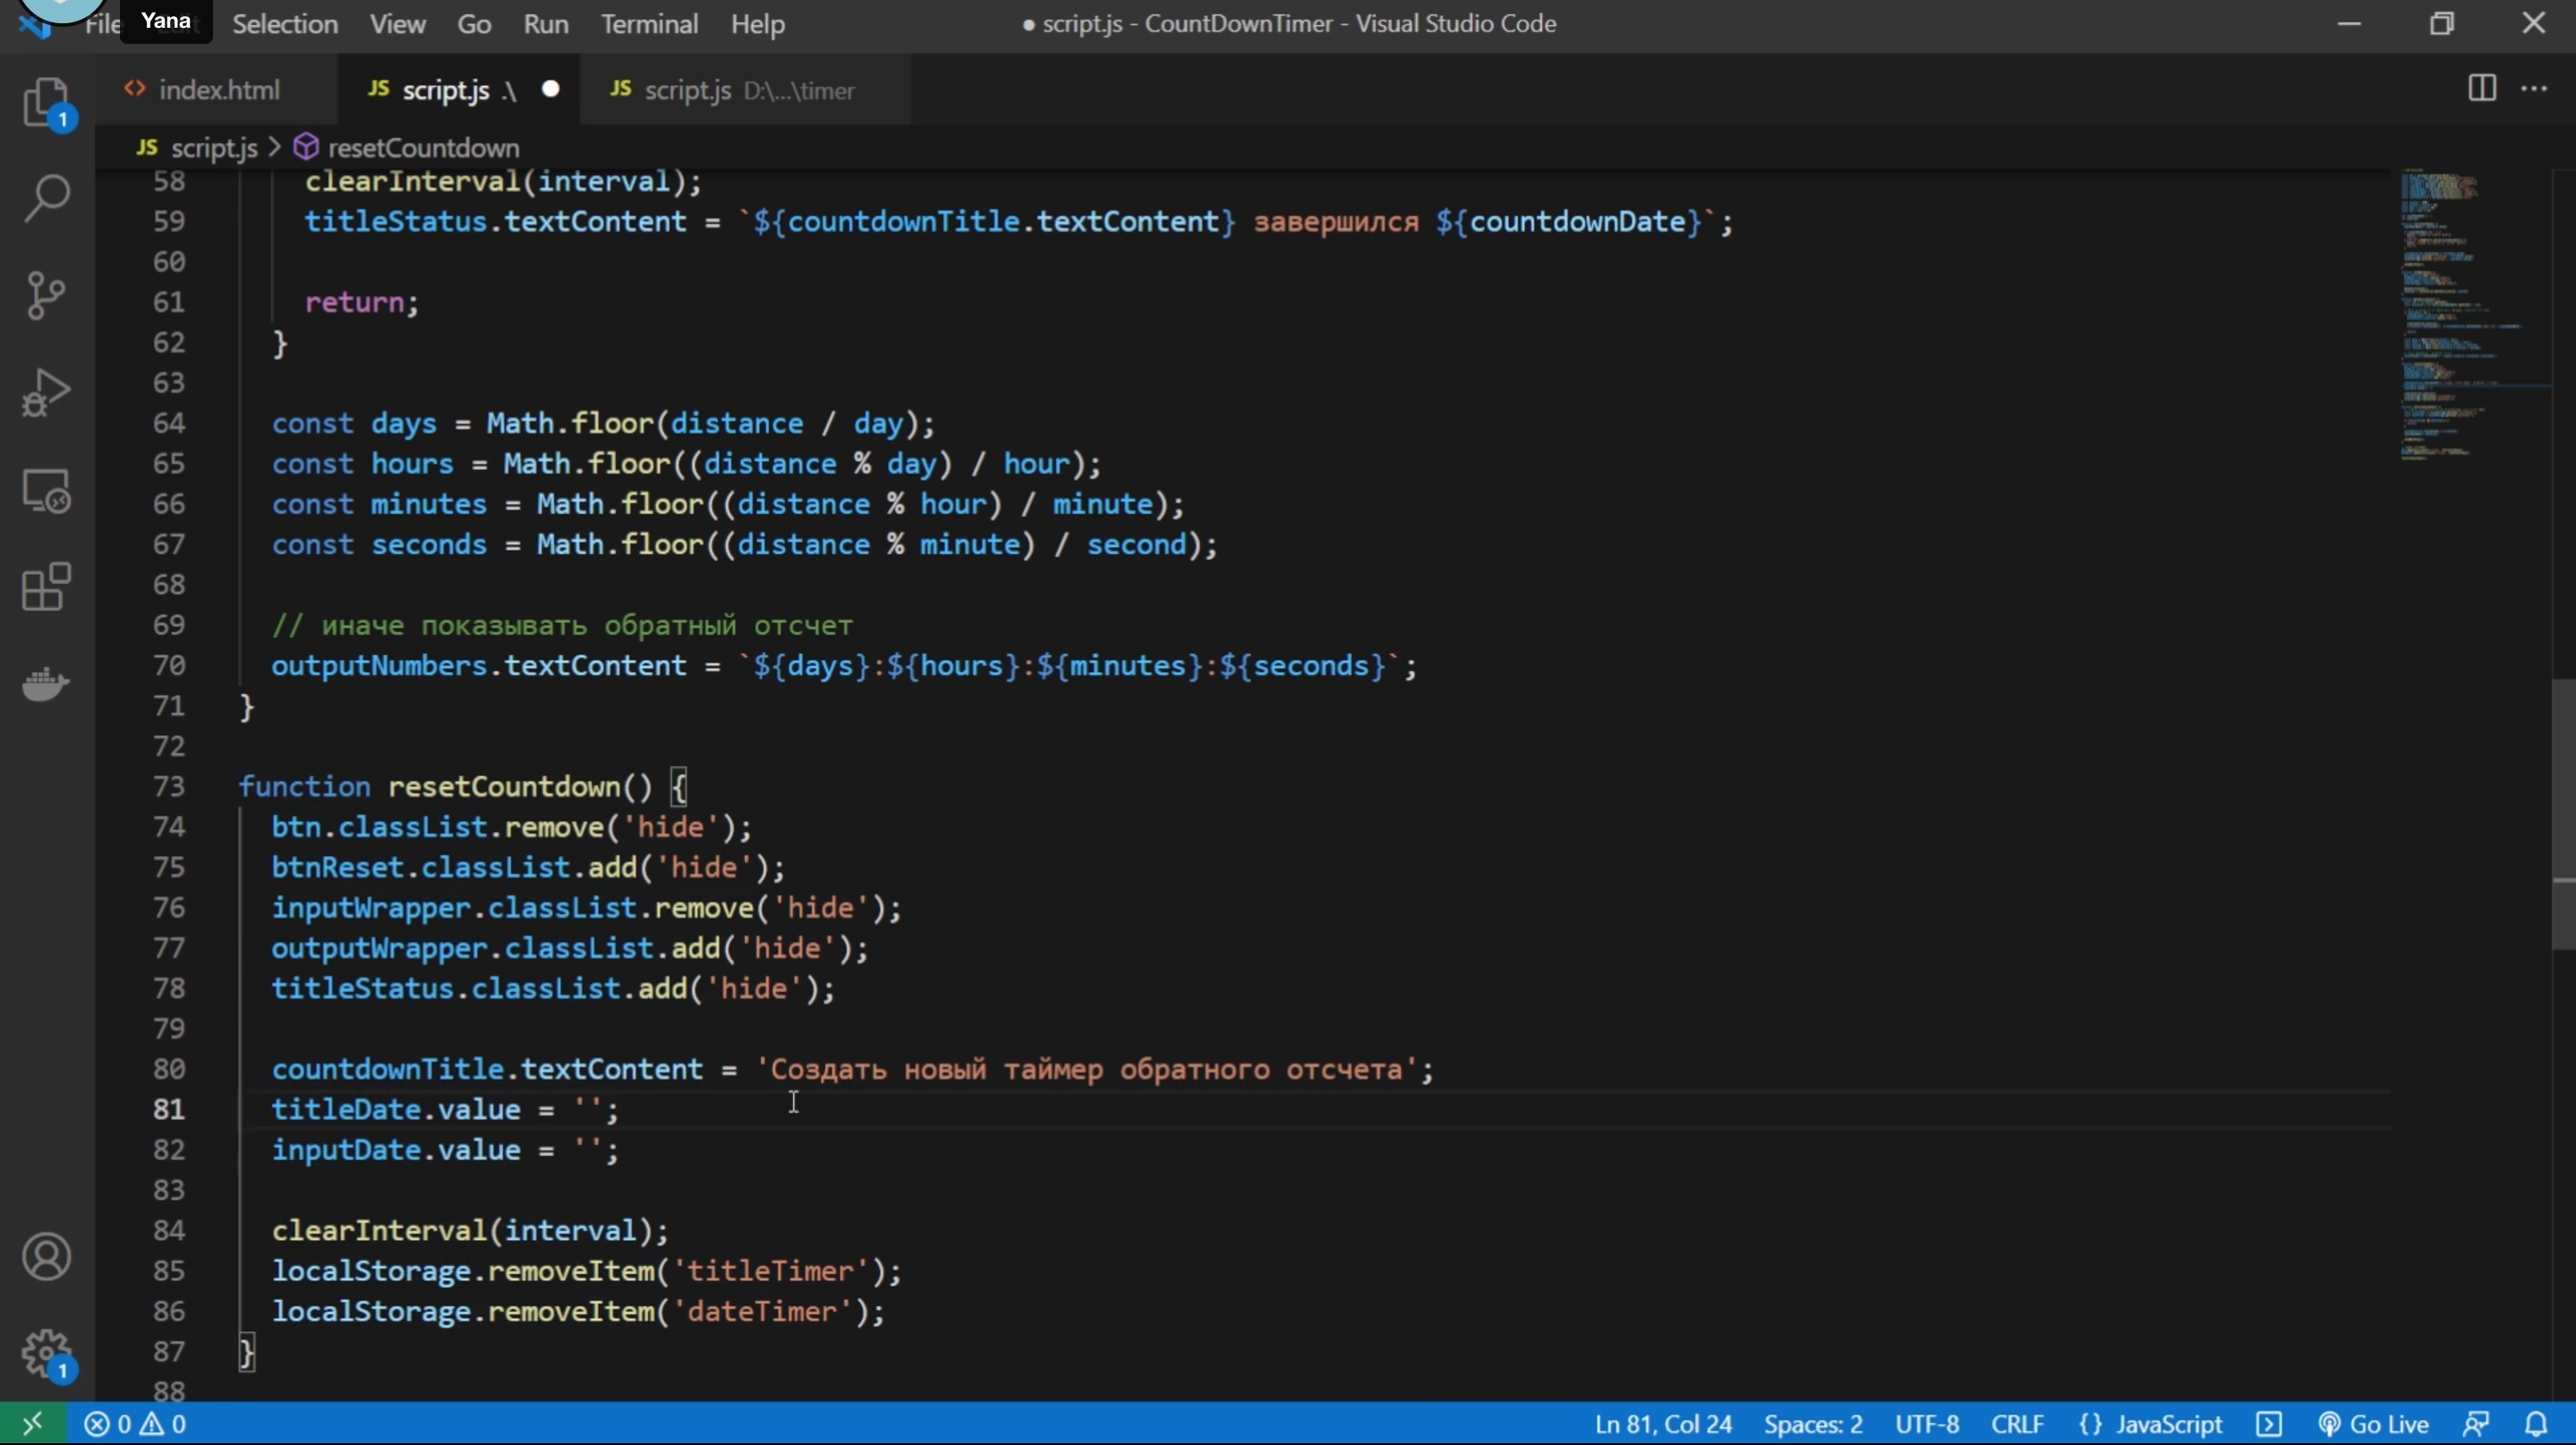 Yana
File Edit Selection View Go Run Terminal Help
● script.js - CountDownTimer - Visual Studio Code
<> index.html
JS script.js .\ ●
JS script.js D:\...\timer
JS script.js > resetCountdown
58 clearInterval(interval);
59 titleStatus.textContent = `${countdownTitle.textContent} завершился ${countdownDate}`;
60
61 return;
62 }
63
64 const days = Math.floor(distance / day);
65 const hours = Math.floor((distance % day) / hour);
66 const minutes = Math.floor((distance % hour) / minute);
67 const seconds = Math.floor((distance % minute) / second);
68
69 // иначе показывать обратный отсчет
70 outputNumbers.textContent = `${days}:${hours}:${minutes}:${seconds}`;
71 }
72
73 function resetCountdown() {
74 btn.classList.remove('hide');
75 btnReset.classList.add('hide');
76 inputWrapper.classList.remove('hide');
77 outputWrapper.classList.add('hide');
78 titleStatus.classList.add('hide');
79
80 countdownTitle.textContent = 'Создать новый таймер обратного отсчета';
81 titleDate.value = '';
82 inputDate.value = '';
83
84 clearInterval(interval);
85 localStorage.removeItem('titleTimer');
86 localStorage.removeItem('dateTimer');
87 }
88
1
1
0 0
Ln 81, Col 24 Spaces: 2 UTF-8 CRLF {} JavaScript Go Live